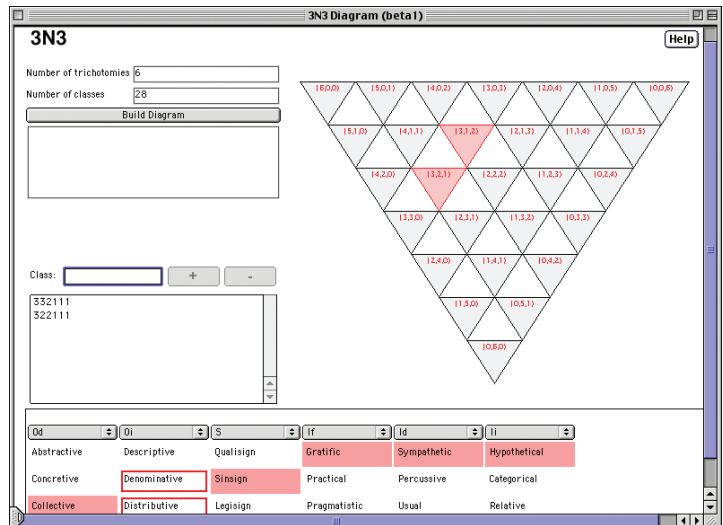 3N3 Diagram (beta1)
3N3
Help
Number of trichotomies 6
Number of classes 28
Build Diagram
(6,0,0) (5,0,1) (4,0,2) (3,0,3) (2,0,4) (1,0,5) (0,0,6)
(5,1,0) (4,1,1) (3,1,2) (2,1,3) (1,1,4) (0,1,5)
(4,2,0) (3,2,1) (2,2,2) (1,2,3) (0,2,4)
(3,3,0) (2,3,1) (1,3,2) (0,3,3)
(2,4,0) (1,4,1) (0,4,2)
(1,5,0) (0,5,1)
(0,6,0)
Class: + -
332111
322111
Od Oi S If Id Ii
Abstractive Descriptive Qualisign Gratific Sympathetic Hypothetical
Concretive Denominative Sinsign Practical Percussive Categorical
Collective Distributive Legisign Pragmatistic Usual Relative